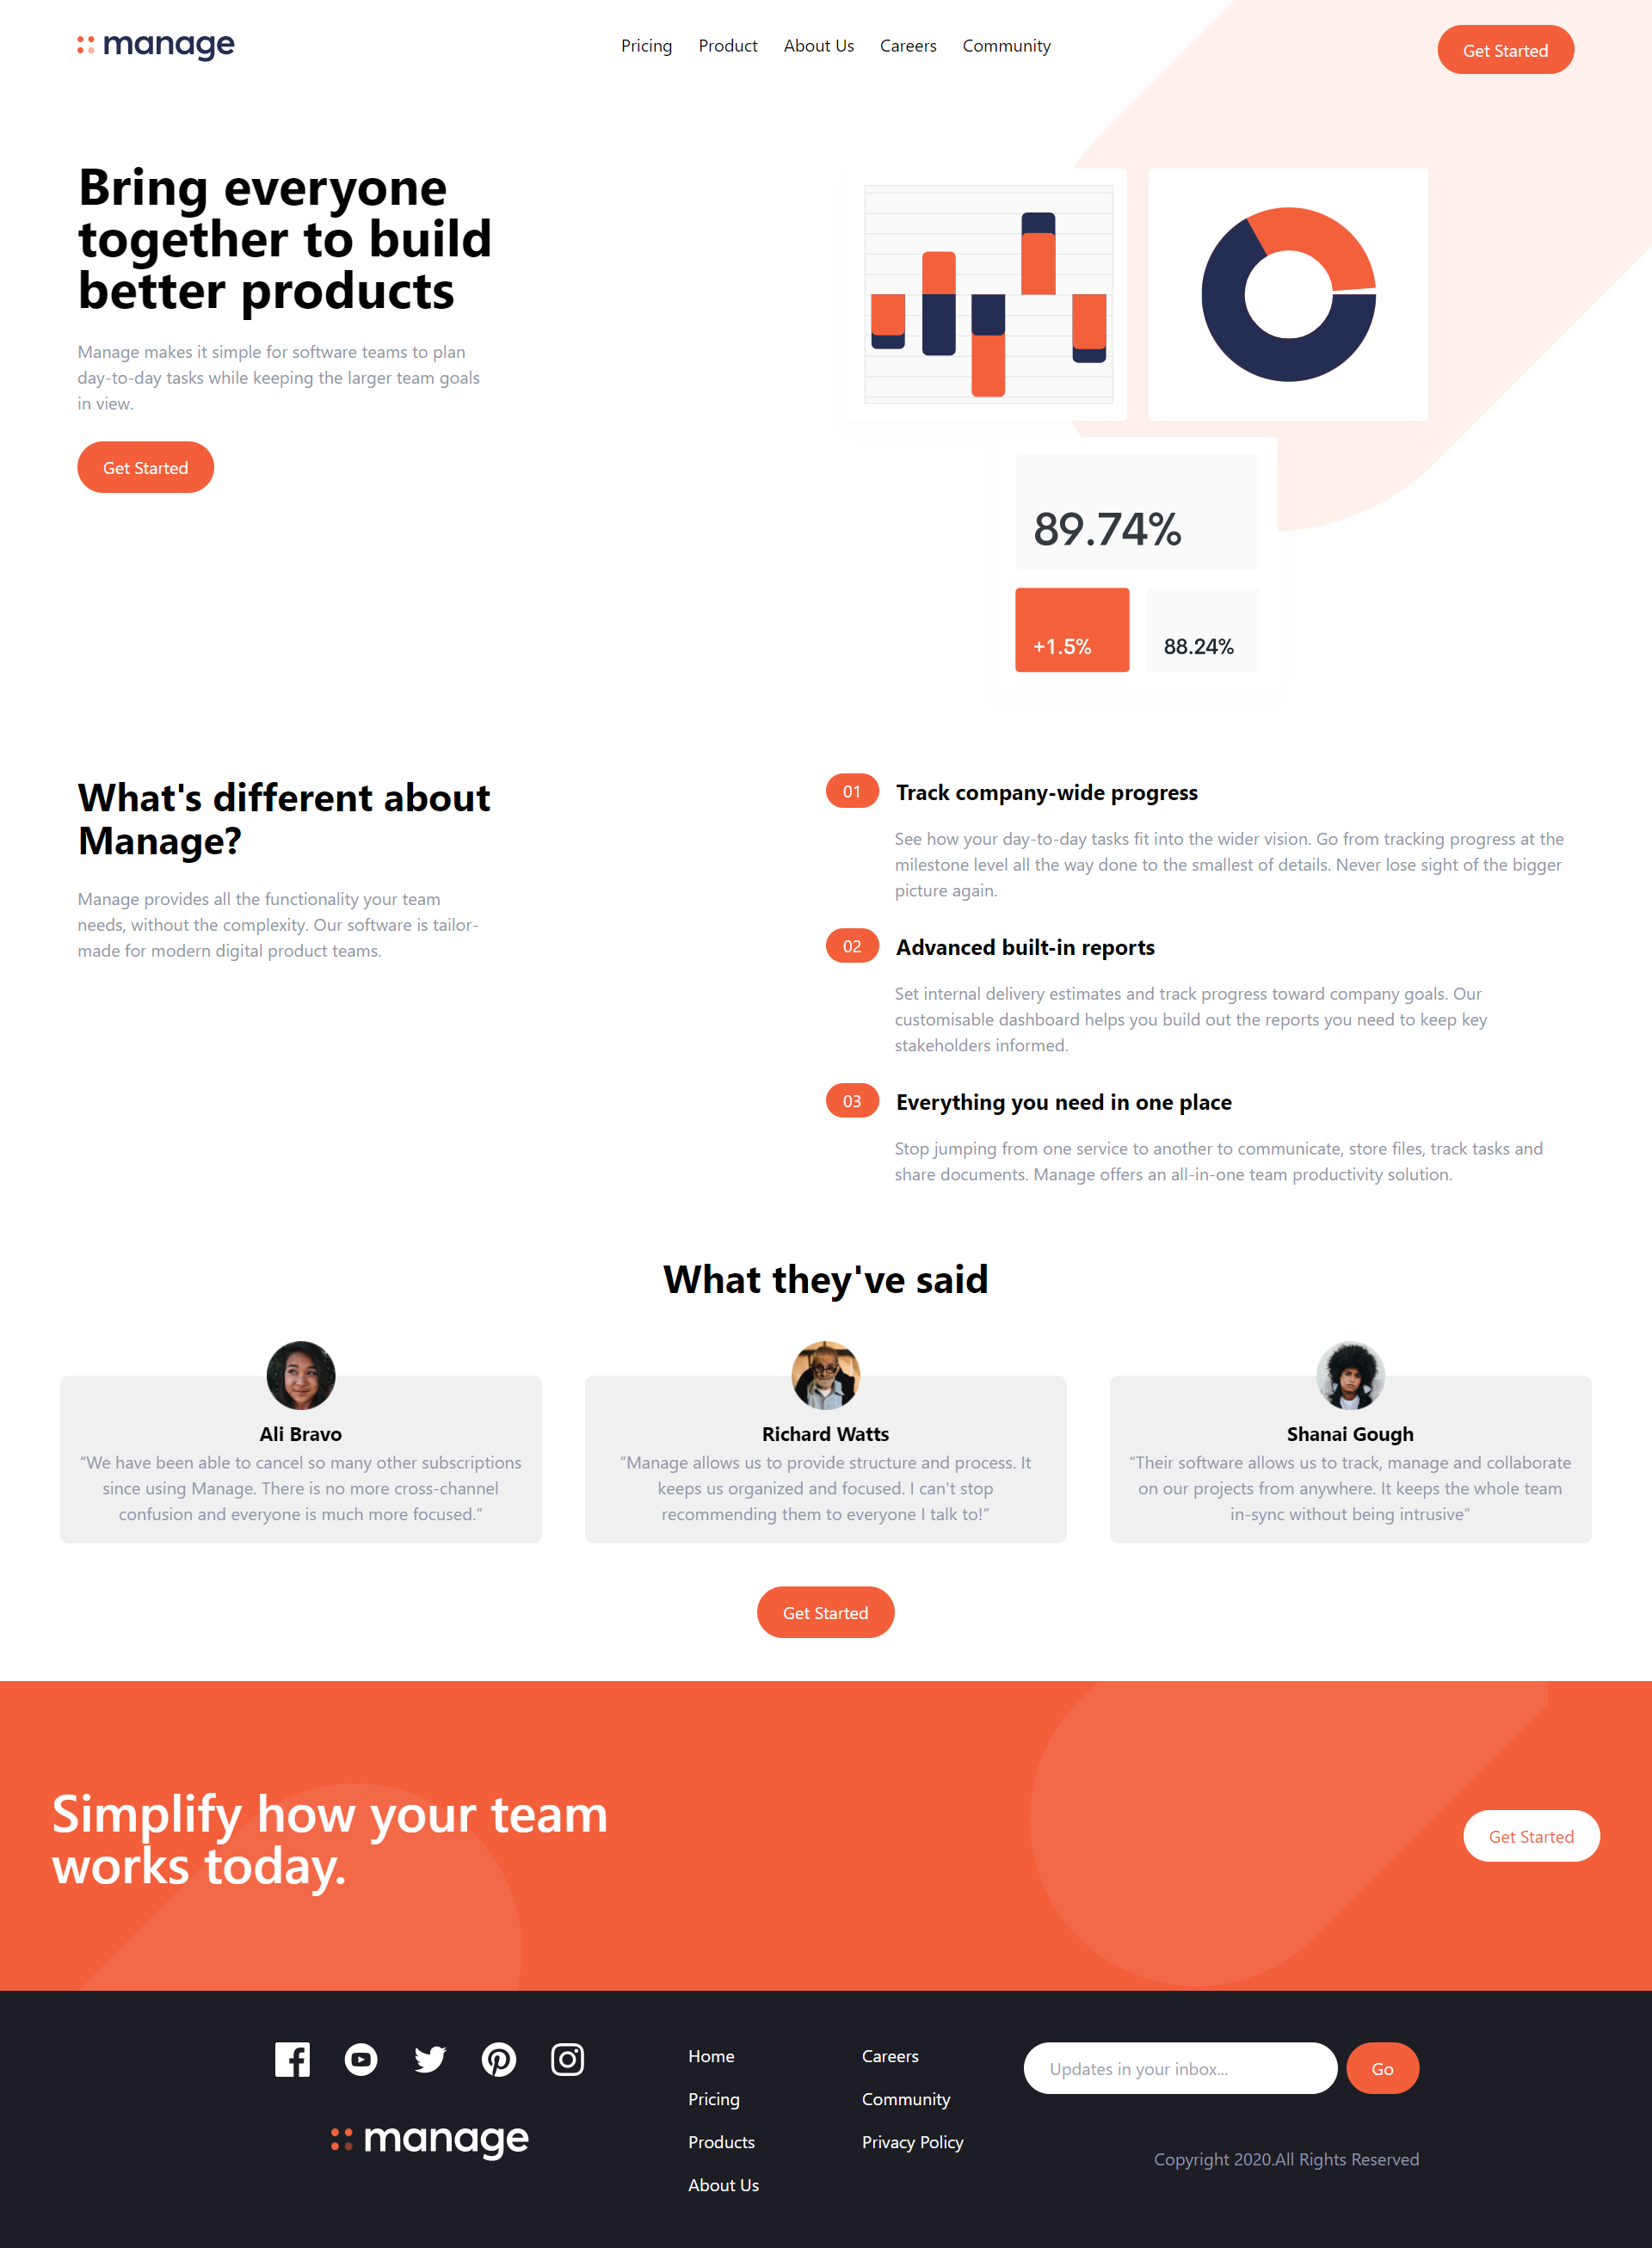 manage
Pricing Product About Us Careers Community
Get Started
Bring everyone
together to build
better products
Manage makes it simple for software teams to plan
day-to-day tasks while keeping the larger team goals
in view.
Get Started
89.74%
+1.5%
88.24%
What's different about
Manage?
Manage provides all the functionality your team
needs, without the complexity. Our software is tailor-
made for modern digital product teams.
01 Track company-wide progress
See how your day-to-day tasks fit into the wider vision. Go from tracking progress at the
milestone level all the way done to the smallest of details. Never lose sight of the bigger
picture again.
02 Advanced built-in reports
Set internal delivery estimates and track progress toward company goals. Our
customisable dashboard helps you build out the reports you need to keep key
stakeholders informed.
03 Everything you need in one place
Stop jumping from one service to another to communicate, store files, track tasks and
share documents. Manage offers an all-in-one team productivity solution.
What they've said
Ali Bravo
“We have been able to cancel so many other subscriptions
since using Manage. There is no more cross-channel
confusion and everyone is much more focused.”
Richard Watts
“Manage allows us to provide structure and process. It
keeps us organized and focused. I can't stop
recommending them to everyone I talk to!”
Shanai Gough
“Their software allows us to track, manage and collaborate
on our projects from anywhere. It keeps the whole team
in-sync without being intrusive”
Get Started
Simplify how your team
works today.
Get Started
manage
Home
Pricing
Products
About Us
Careers
Community
Privacy Policy
Updates in your inbox...
Go
Copyright 2020.All Rights Reserved